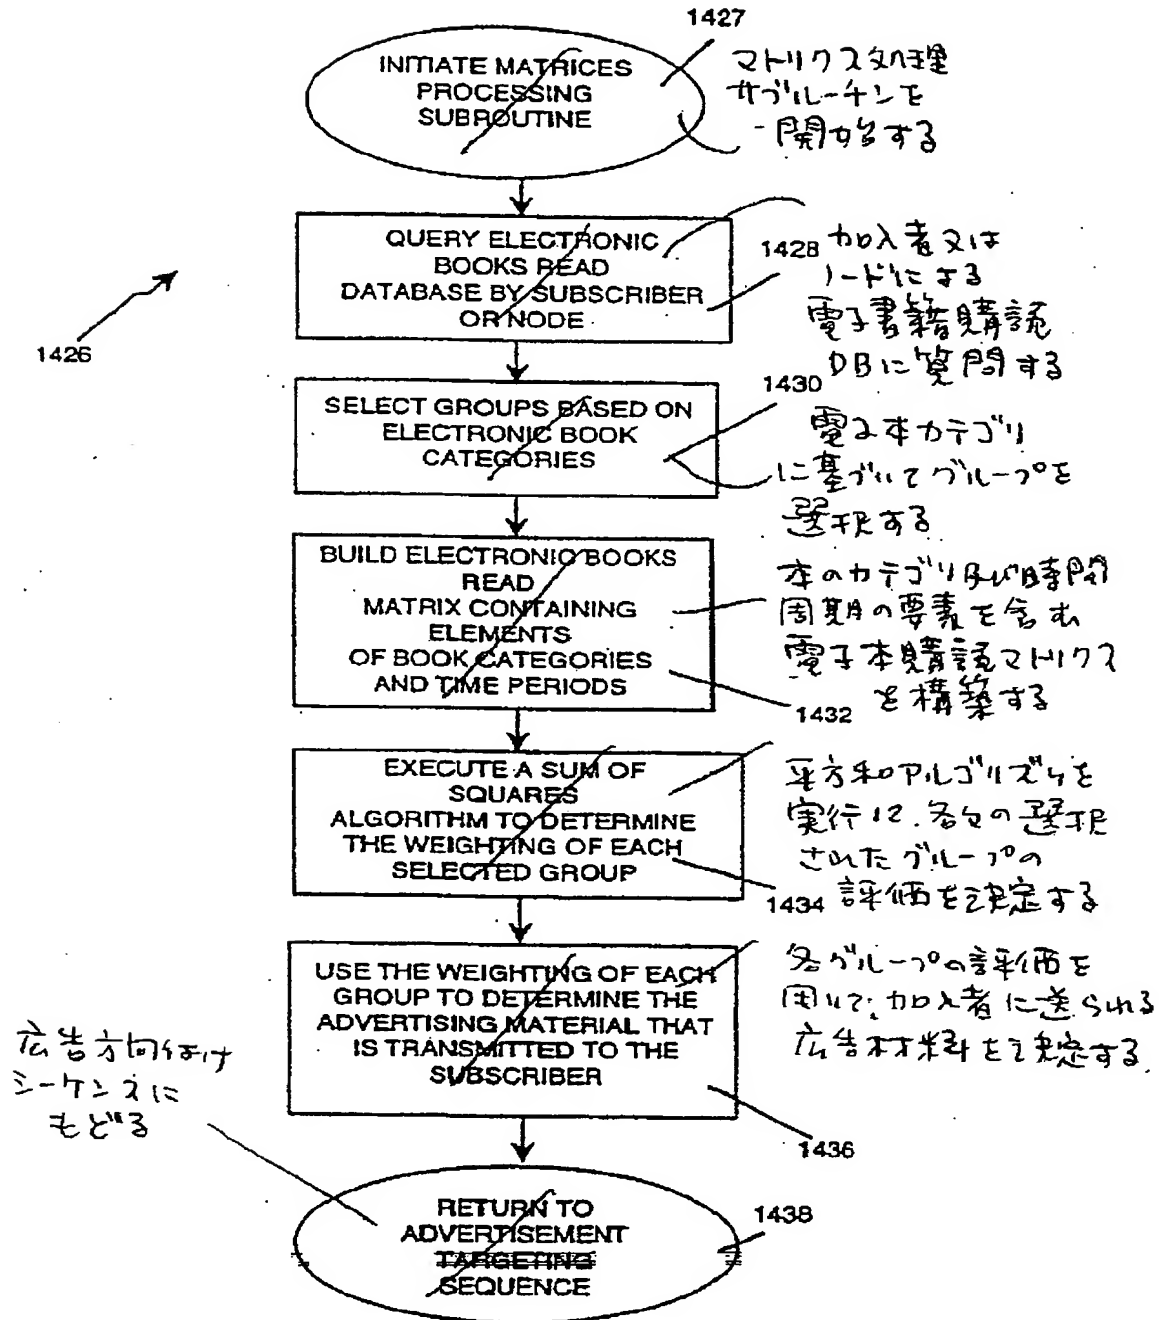 1427
INITIATE MATRICES
PROCESSING
SUBROUTINE
マトリクス処理
サブルーチンを
開始する
1426
QUERY ELECTRONIC
BOOKS READ
DATABASE BY SUBSCRIBER
OR NODE
1428
加入者又は
ノードによる
電子書籍購読
DBに質問する
1430
SELECT GROUPS BASED ON
ELECTRONIC BOOK
CATEGORIES
電子本カテゴリ
に基づいてグループを
選択する
BUILD ELECTRONIC BOOKS
READ
MATRIX CONTAINING
ELEMENTS
OF BOOK CATEGORIES
AND TIME PERIODS
本のカテゴリ及び時間
周期の要素を含む
電子本購読マトリクス
を構築する
1432
EXECUTE A SUM OF
SQUARES
ALGORITHM TO DETERMINE
THE WEIGHTING OF EACH
SELECTED GROUP
平方和アルゴリズムを
実行し、各々の選択
されたグループの
評価を決定する
1434
USE THE WEIGHTING OF EACH
GROUP TO DETERMINE THE
ADVERTISING MATERIAL THAT
IS TRANSMITTED TO THE
SUBSCRIBER
各グループの評価を
用いて、加入者に送られる
広告材料を決定する
1436
広告方向付け
シーケンスに
もどる
RETURN TO
ADVERTISEMENT
TARGETING
SEQUENCE
1438